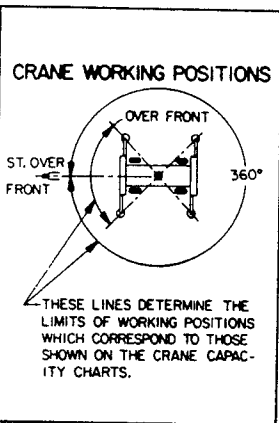 CRANE WORKING POSITIONS
OVER FRONT
ST. OVER
FRONT
360°
THESE LINES DETERMINE THE
LIMITS OF WORKING POSITIONS
WHICH CORRESPOND TO THOSE
SHOWN ON THE CRANE CAPAC-
ITY CHARTS.